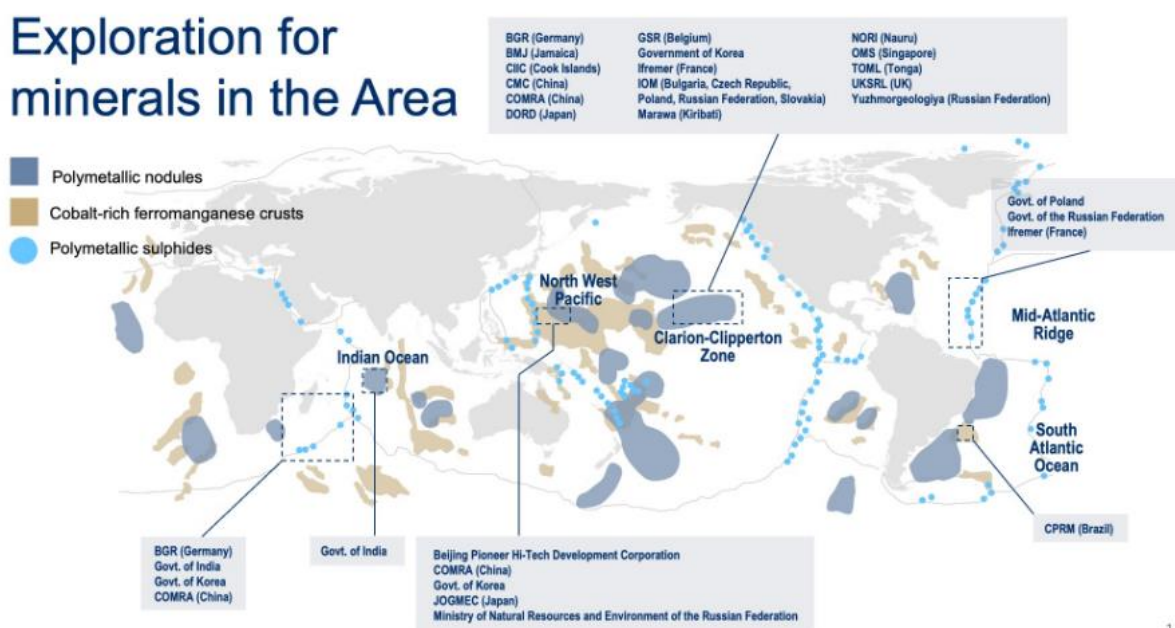 Exploration for
minerals in the Area
Polymetallic nodules
Cobalt-rich ferromanganese crusts
Polymetallic sulphides
BGR (Germany)
BMJ (Jamaica)
CIIC (Cook Islands)
CMC (China)
COMRA (China)
DORD (Japan)
GSR (Belgium)
Government of Korea
Ifremer (France)
IOM (Bulgaria, Czech Republic,
Poland, Russian Federation, Slovakia)
Marawa (Kiribati)
NORI (Nauru)
OMS (Singapore)
TOML (Tonga)
UKSRL (UK)
Yuzhmorgeologiya (Russian Federation)
Govt. of Poland
Govt. of the Russian Federation
Ifremer (France)
North West
Pacific
Clarion-Clipperton
Zone
Mid-Atlantic
Ridge
Indian Ocean
South
Atlantic
Ocean
BGR (Germany)
Govt. of India
Govt. of Korea
COMRA (China)
Govt. of India
Beijing Pioneer Hi-Tech Development Corporation
COMRA (China)
Govt. of Korea
JOGMEC (Japan)
Ministry of Natural Resources and Environment of the Russian Federation
CPRM (Brazil)